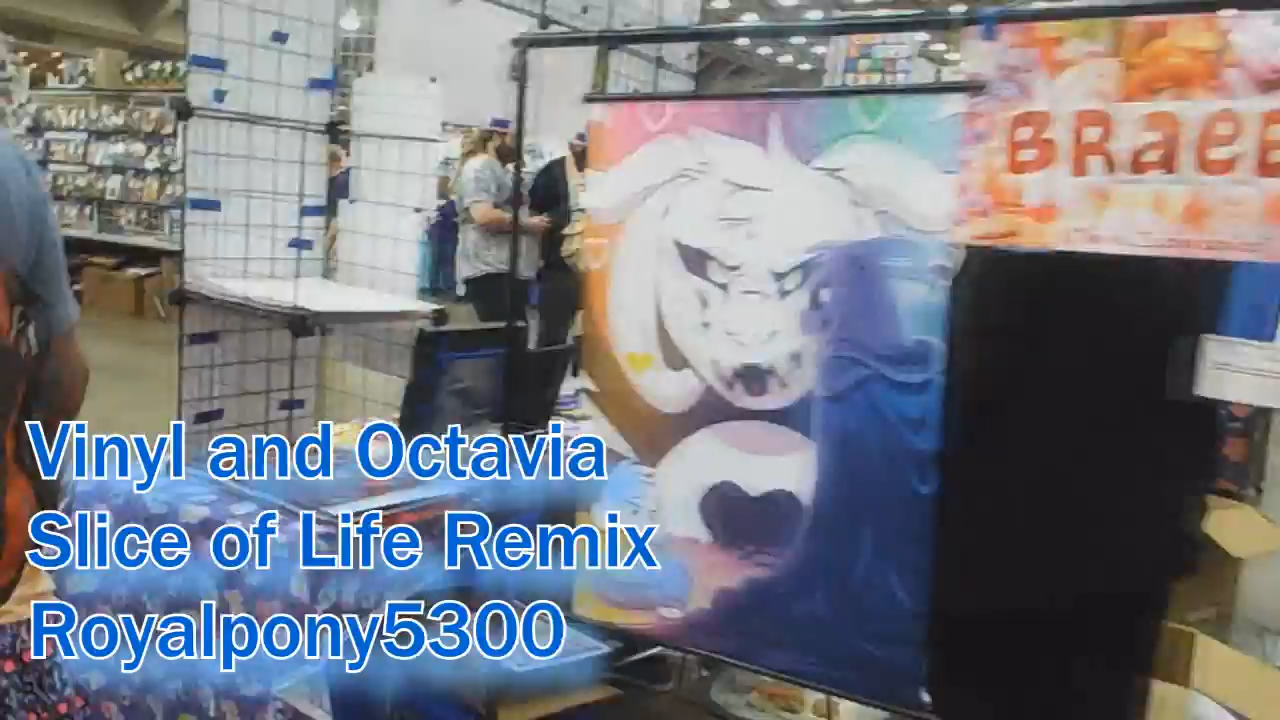 BRAEB
Vinyl and Octavia
Slice of Life Remix
Royalpony5300